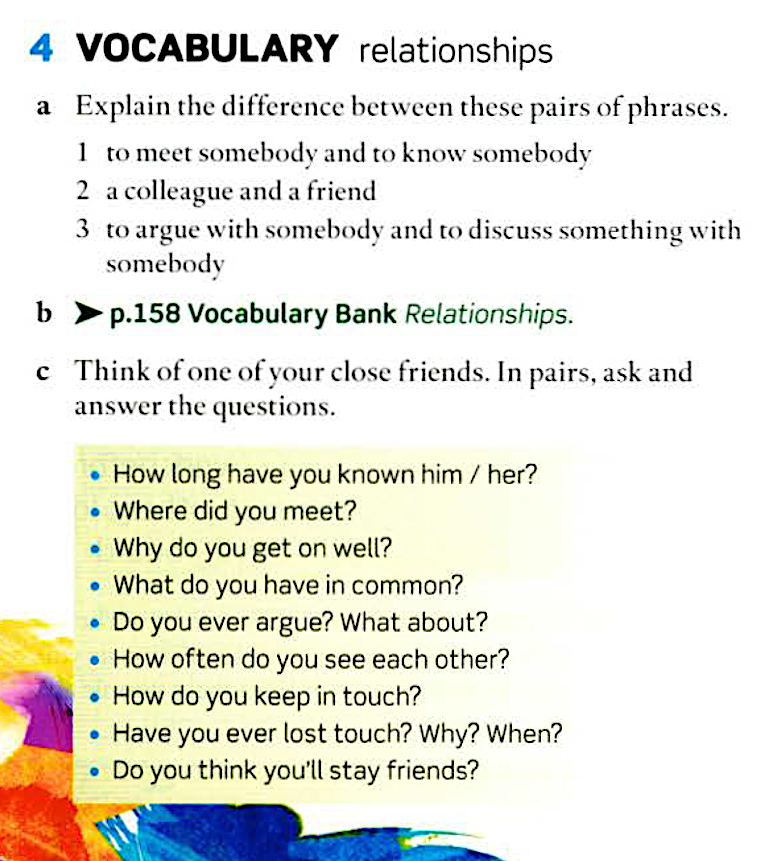 4 VOCABULARY relationships
a Explain the difference between these pairs of phrases.
1 to meet somebody and to know somebody
2 a colleague and a friend
3 to argue with somebody and to discuss something with
somebody
b ➤ p.158 Vocabulary Bank Relationships.
c Think of one of your close friends. In pairs, ask and
answer the questions.
• How long have you known him / her?
• Where did you meet?
• Why do you get on well?
• What do you have in common?
• Do you ever argue? What about?
• How often do you see each other?
• How do you keep in touch?
• Have you ever lost touch? Why? When?
• Do you think you'll stay friends?